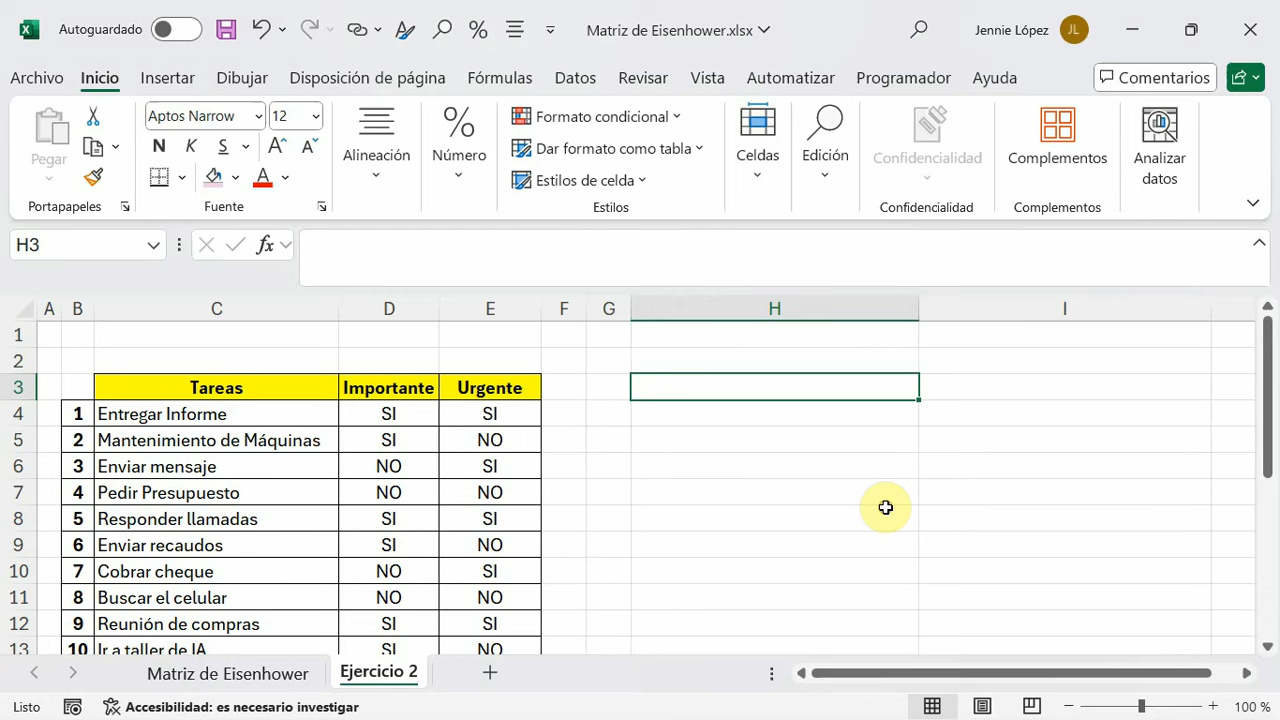 Autoguardado
Matriz de Eisenhower.xlsx
Jennie López
JL
Archivo Inicio Insertar Dibujar Disposición de página Fórmulas Datos Revisar Vista Automatizar Programador Ayuda
Comentarios
Pegar
Portapapeles
Aptos Narrow 12
N K S A A
A
Fuente
Alineación
Número
Formato condicional
Dar formato como tabla
Estilos de celda
Estilos
Celdas
Edición
Confidencialidad
Confidencialidad
Complementos
Complementos
Analizar
datos
H3
fx
A B C D E F G H I
1
2
3 Tareas Importante Urgente
4 1 Entregar Informe SI SI
5 2 Mantenimiento de Máquinas SI NO
6 3 Enviar mensaje NO SI
7 4 Pedir Presupuesto NO NO
8 5 Responder llamadas SI SI
9 6 Enviar recaudos SI NO
10 7 Cobrar cheque NO SI
11 8 Buscar el celular NO NO
12 9 Reunión de compras SI SI
13 10 Ir a taller de IA SI NO
Matriz de Eisenhower Ejercicio 2
Listo
Accesibilidad: es necesario investigar
100 %